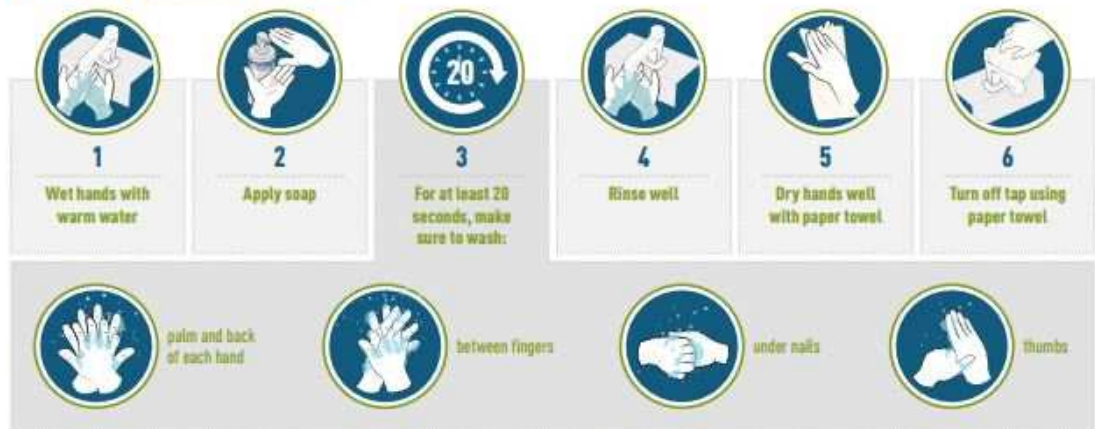 20
1
Wet hands with
warm water
2
Apply soap
3
For at least 20
seconds, make
sure to wash:
4
Rinse well
5
Dry hands well
with paper towel
6
Turn off tap using
paper towel
palm and back
of each hand
between fingers
under nails
thumbs